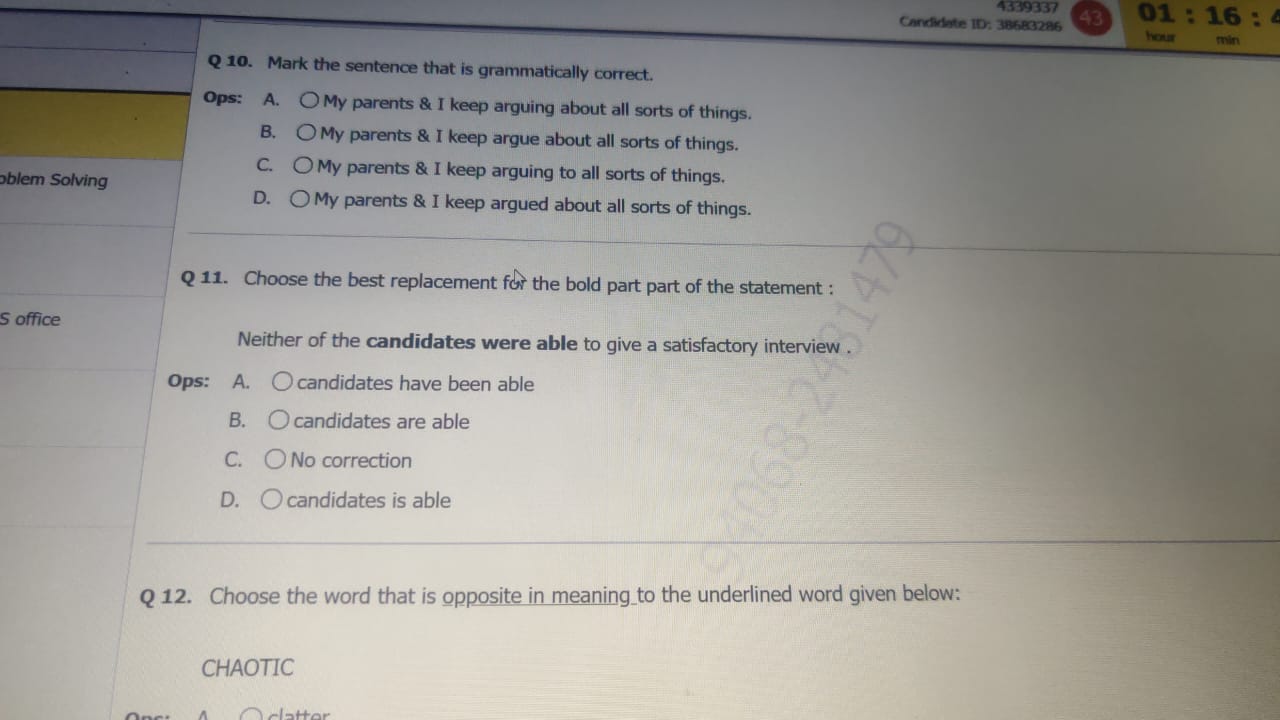 4339337
Candidate ID: 38683286
43
01 : 16 :
hour min
Q 10. Mark the sentence that is grammatically correct.
Ops: A. My parents & I keep arguing about all sorts of things.
B. My parents & I keep argue about all sorts of things.
C. My parents & I keep arguing to all sorts of things.
D. My parents & I keep argued about all sorts of things.
oblem Solving
Q 11. Choose the best replacement for the bold part part of the statement :
S office
Neither of the candidates were able to give a satisfactory interview .
Ops: A. candidates have been able
B. candidates are able
C. No correction
D. candidates is able
94068-2481479
Q 12. Choose the word that is opposite in meaning to the underlined word given below:
CHAOTIC
Ops: A clatter